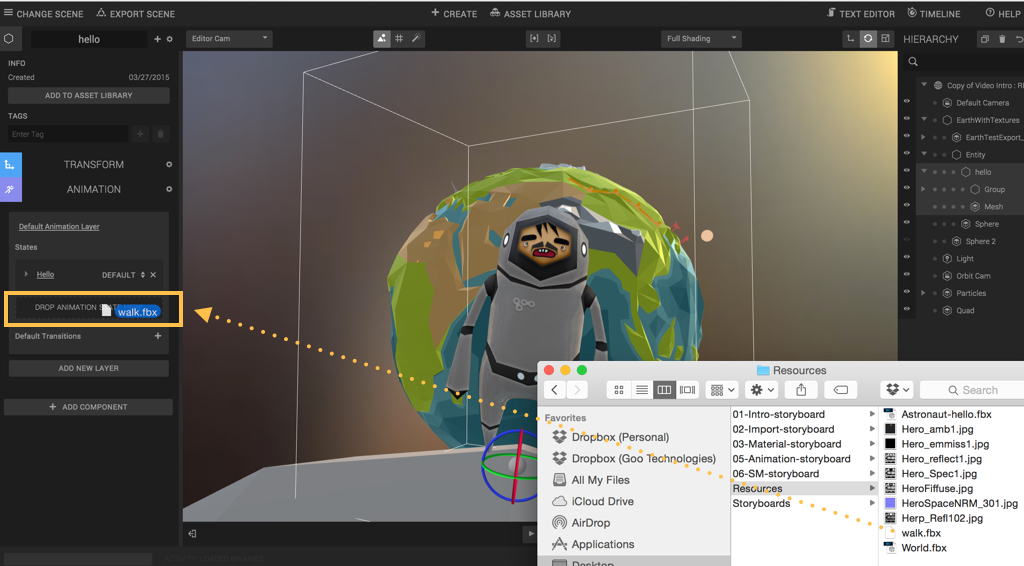 CHANGE SCENE
EXPORT SCENE
CREATE
ASSET LIBRARY
TEXT EDITOR
TIMELINE
HELP
hello
Editor Cam
Full Shading
HIERARCHY
INFO
Created 03/27/2015
ADD TO ASSET LIBRARY
TAGS
Enter Tag
TRANSFORM
ANIMATION
Default Animation Layer
States
Hello DEFAULT
DROP ANIMATION
walk.fbx
Default Transitions
ADD NEW LAYER
ADD COMPONENT
Copy of Video Intro : R
Default Camera
EarthWithTextures
EarthTestExport_
Entity
hello
Group
Mesh
Sphere
Sphere 2
Light
Orbit Cam
Particles
Quad
Resources
Search
Favorites
Dropbox (Personal)
Dropbox (Goo Technologies)
All My Files
iCloud Drive
AirDrop
Applications
Desktop
01-Intro-storyboard
02-Import-storyboard
03-Material-storyboard
05-Animation-storyboard
06-SM-storyboard
Resources
Storyboards
Astronaut-hello.fbx
Hero_amb1.jpg
Hero_emmiss1.jpg
Hero_reflect1.jpg
Hero_Spec1.jpg
HeroFiffuse.jpg
HeroSpaceNRM_301.jpg
Herp_Refl102.jpg
walk.fbx
World.fbx